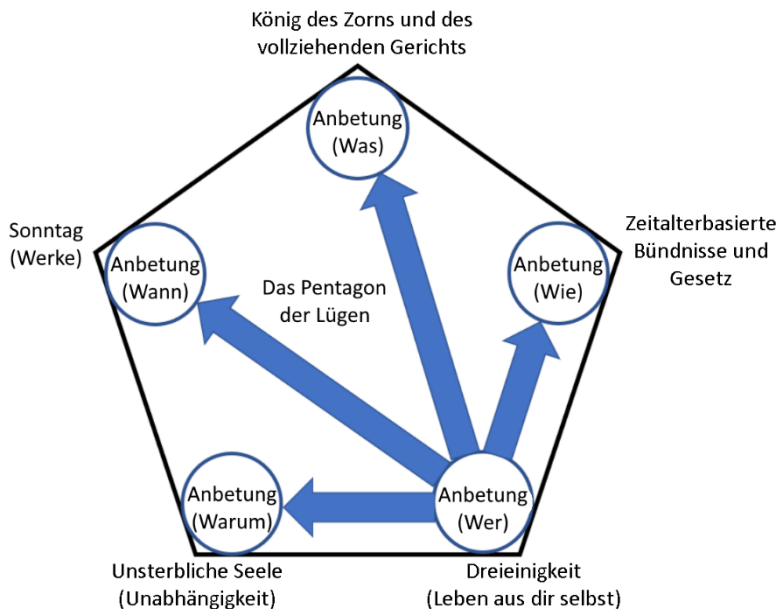 König des Zorns und des
vollziehenden Gerichts
Anbetung
(Was)
Sonntag
(Werke)
Anbetung
(Wann)
Das Pentagon
der Lügen
Anbetung
(Wie)
Zeitalterbasierte
Bündnisse und
Gesetz
Anbetung
(Warum)
Anbetung
(Wer)
Unsterbliche Seele
(Unabhängigkeit)
Dreieinigkeit
(Leben aus dir selbst)